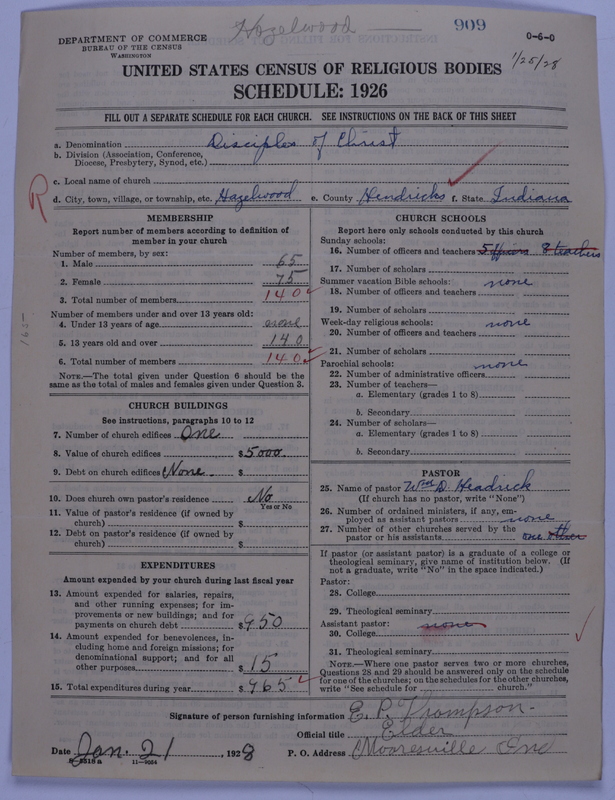 Hazelwood
909
0-6-0
1/25/28
DEPARTMENT OF COMMERCE
BUREAU OF THE CENSUS
WASHINGTON
UNITED STATES CENSUS OF RELIGIOUS BODIES
SCHEDULE: 1926
FILL OUT A SEPARATE SCHEDULE FOR EACH CHURCH. SEE INSTRUCTIONS ON THE BACK OF THIS SHEET
a. Denomination Disciples of Christ
b. Division (Association, Conference,
Diocese, Presbytery, Synod, etc.)
c. Local name of church
R
d. City, town, village, or township, etc. Hazelwood e. County Hendricks f. State Indiana
MEMBERSHIP
Report number of members according to definition of
member in your church
Number of members, by sex:
1. Male 65
2. Female 75
3. Total number of members 140
Number of members under and over 13 years old:
4. Under 13 years of age none
5. 13 years old and over 140
6. Total number of members 140
NOTE.—The total given under Question 6 should be
same as the total of males and females given under Question 3.
165
CHURCH BUILDINGS
See instructions, paragraphs 10 to 12
7. Number of church edifices One
8. Value of church edifices $5000
9. Debt on church edifices None $
10. Does church own pastor's residence No
Yes or No
11. Value of pastor's residence (if owned by
church) $
12. Debt on pastor's residence (if owned by
church) $
EXPENDITURES
Amount expended by your church during last fiscal year
13. Amount expended for salaries, repairs,
and other running expenses; for im-
provements or new buildings; and for
payments on church debt $950
14. Amount expended for benevolences, in-
cluding home and foreign missions; for
denominational support; and for all
other purposes $15
15. Total expenditures during year $965
CHURCH SCHOOLS
Report here only schools conducted by this church
Sunday schools:
16. Number of officers and teachers 5 officers 8 teachers
17. Number of scholars
Summer vacation Bible schools: none
18. Number of officers and teachers
19. Number of scholars
Week-day religious schools: none
20. Number of officers and teachers
21. Number of scholars
Parochial schools: none
22. Number of administrative officers
23. Number of teachers—
a. Elementary (grades 1 to 8)
b. Secondary
24. Number of scholars—
a. Elementary (grades 1 to 8)
b. Secondary
PASTOR
25. Name of pastor Wm D. Headrick
(If church has no pastor, write "None")
26. Number of ordained ministers, if any, em-
ployed as assistant pastors none
27. Number of other churches served by the
pastor or his assistants one other
If pastor (or assistant pastor) is a graduate of a college or
theological seminary, give name of institution below. (If
not a graduate, write "No" in the space indicated.)
Pastor:
28. College
29. Theological seminary
Assistant pastor: none
30. College
31. Theological seminary
NOTE.—Where one pastor serves two or more churches,
Questions 28 and 29 should be answered only on the schedule
for one of the churches; on the schedules for the other churches,
write "See schedule for church."
Signature of person furnishing information E. P. Thompson
Official title Elder
Date Jan. 21, 1928 P. O. Address Mooresville Ind
8-5318 a 11-9084